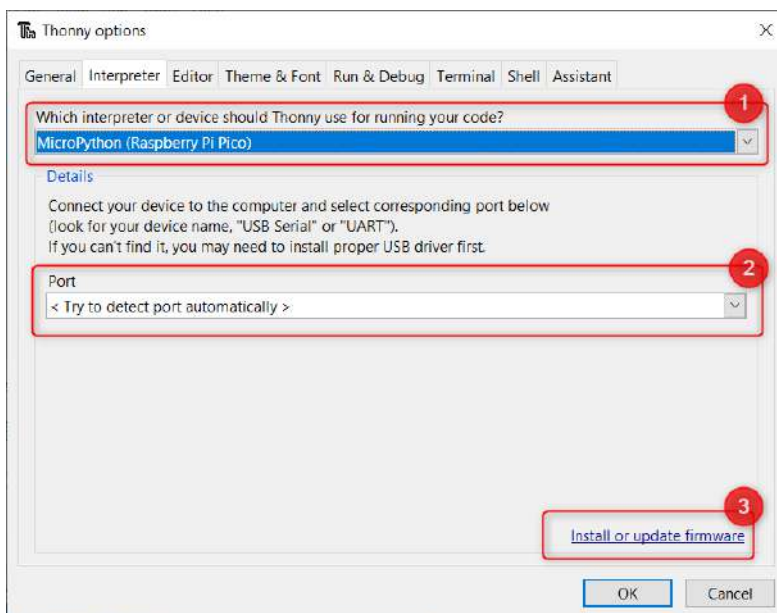 Thonny options
General Interpreter Editor Theme & Font Run & Debug Terminal Shell Assistant
1
Which interpreter or device should Thonny use for running your code?
MicroPython (Raspberry Pi Pico)
Details
Connect your device to the computer and select corresponding port below
(look for your device name, "USB Serial" or "UART").
If you can't find it, you may need to install proper USB driver first.
2
Port
< Try to detect port automatically >
3
Install or update firmware
OK Cancel